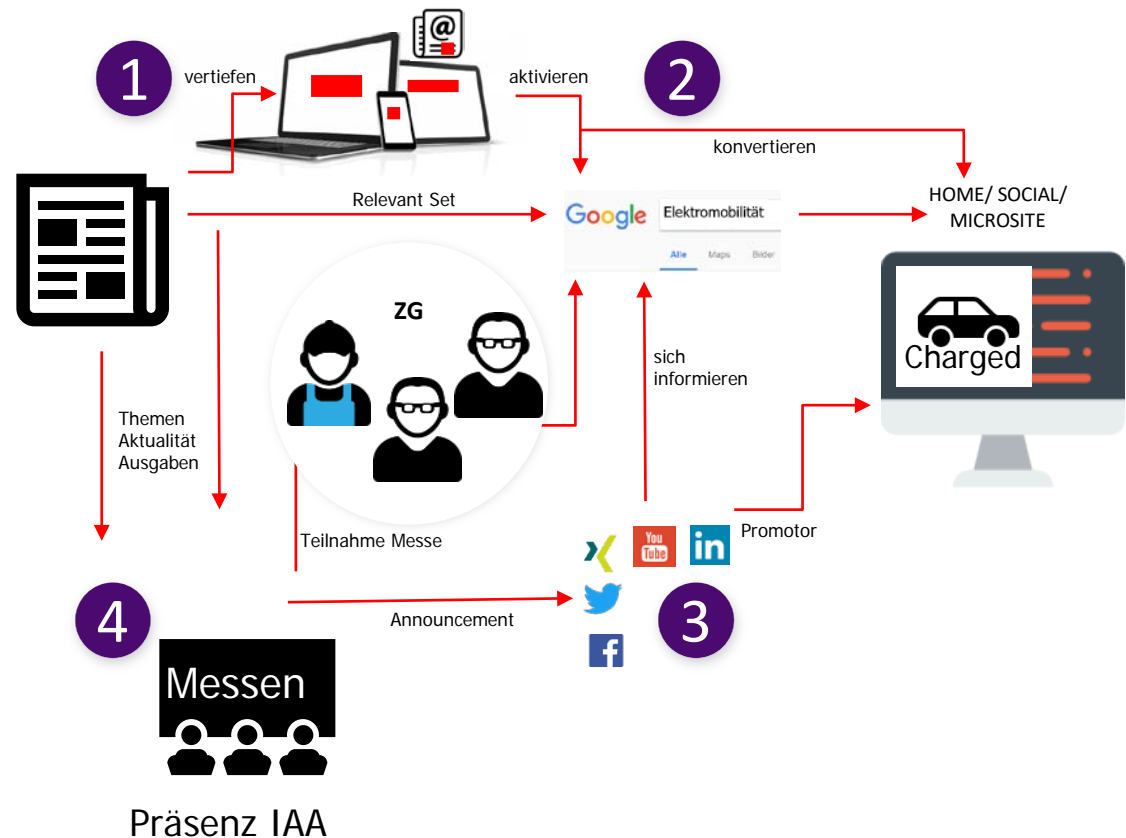 1
vertiefen
@
aktivieren
2
konvertieren
Relevant Set
Google
Elektromobilität
Alle Maps Bilder
HOME/ SOCIAL/
MICROSITE
Charged
ZG
sich
informieren
Themen
Aktualität
Ausgaben
Teilnahme Messe
You
Tube
in
Promotor
4
Announcement
3
f
Messen
Präsenz IAA